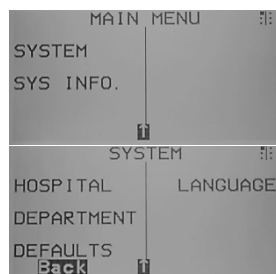 MAIN MENU
SYSTEM
SYS INFO.
↑
SYSTEM
HOSPITAL LANGUAGE
DEPARTMENT
DEFAULTS
Back ↑